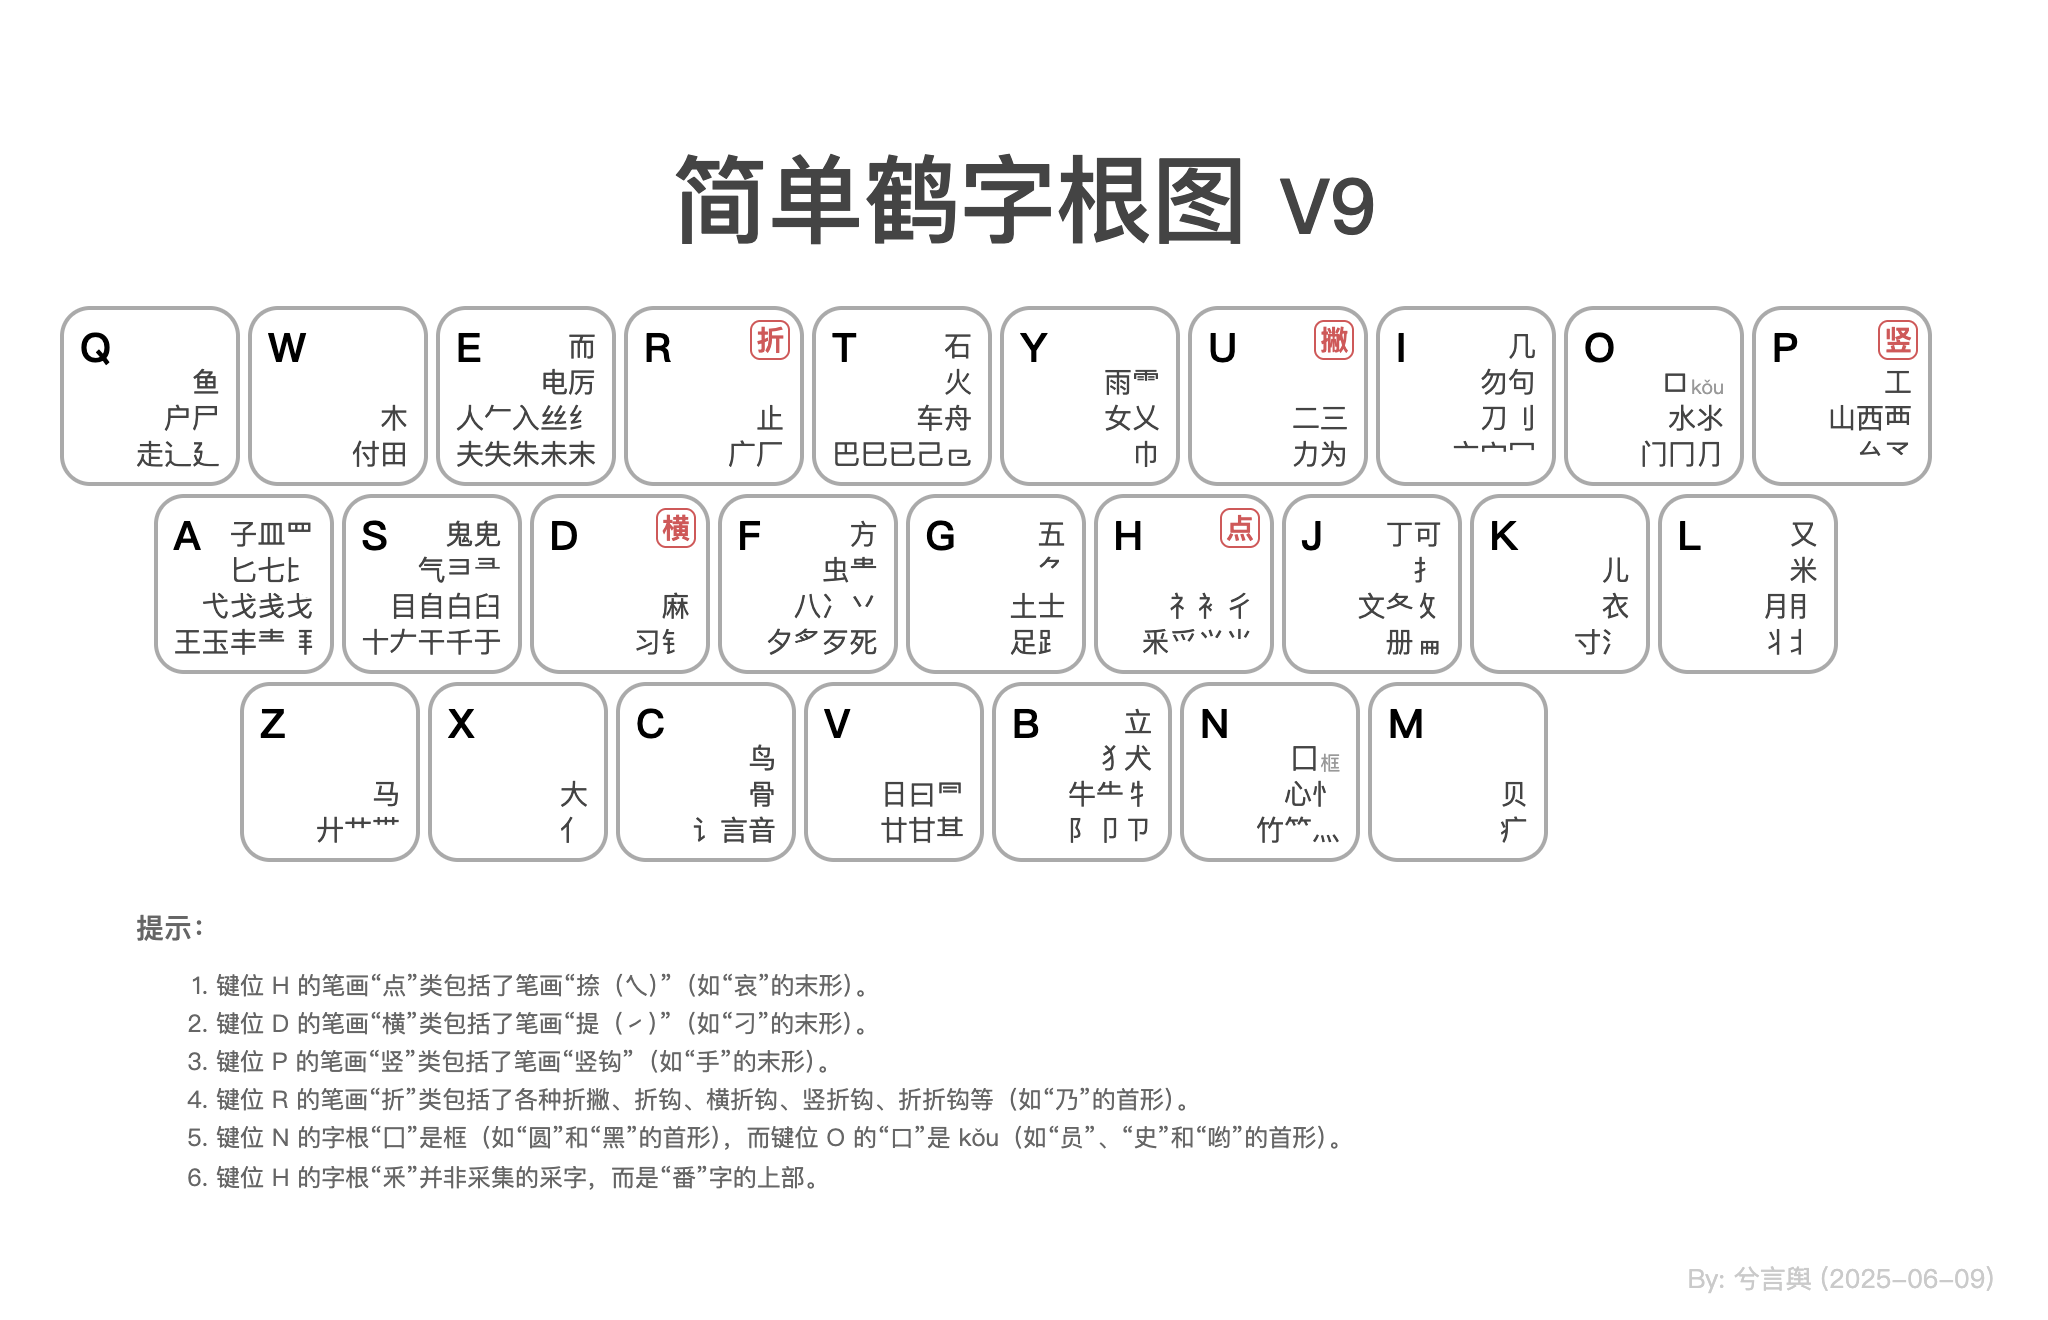 简单鹤字根图 V9
Q 鱼
户尸
走辶廴
W 木
付田
E 而
电厉
人𠂉入丝纟
夫失朱未末
R 折
止
广厂
T 石
火
车舟
巴巳已己㔾
Y 雨⻗
女乂
巾
U 撇
二三
力为
I 几
勿句
刀刂
亠宀冖
O 口kǒu
水氺
门冂⺆
P 竖
工
山西覀
厶龴
A 子皿罒
匕七
弋戈戋
王玉丰龶
S 鬼
气彐
目自白臼
十𠂇干千于
D 横
麻
习钅
F 方
虫
八冫丷
夕歹死
G 五
⺈
土士
足𧾷
H 点
礻衤彳
釆爫⺌
J 丁可
扌
文夂攵
册
K 儿
衣
寸氵
L 又
米
月
丬
Z 马
廾艹
X 大
亻
C 鸟
骨
讠言音
V 日曰
廿甘
B 立
犭犬
牛牜
阝卩
N 囗框
心忄
竹⺮灬
M 贝
疒
提示：
1. 键位 H 的笔画“点”类包括了笔画“捺（㇏）”（如“哀”的末形）。
2. 键位 D 的笔画“横”类包括了笔画“提（㇀）”（如“刁”的末形）。
3. 键位 P 的笔画“竖”类包括了笔画“竖钩”（如“手”的末形）。
4. 键位 R 的笔画“折”类包括了各种折撇、折钩、横折钩、竖折钩、折折钩等（如“乃”的首形）。
5. 键位 N 的字根“囗”是框（如“圆”和“黑”的首形），而键位 O 的“口”是 kǒu（如“员”、“史”和“哟”的首形）。
6. 键位 H 的字根“釆”并非采集的采字，而是“番”字的上部。
By: 兮言舆 (2025-06-09)